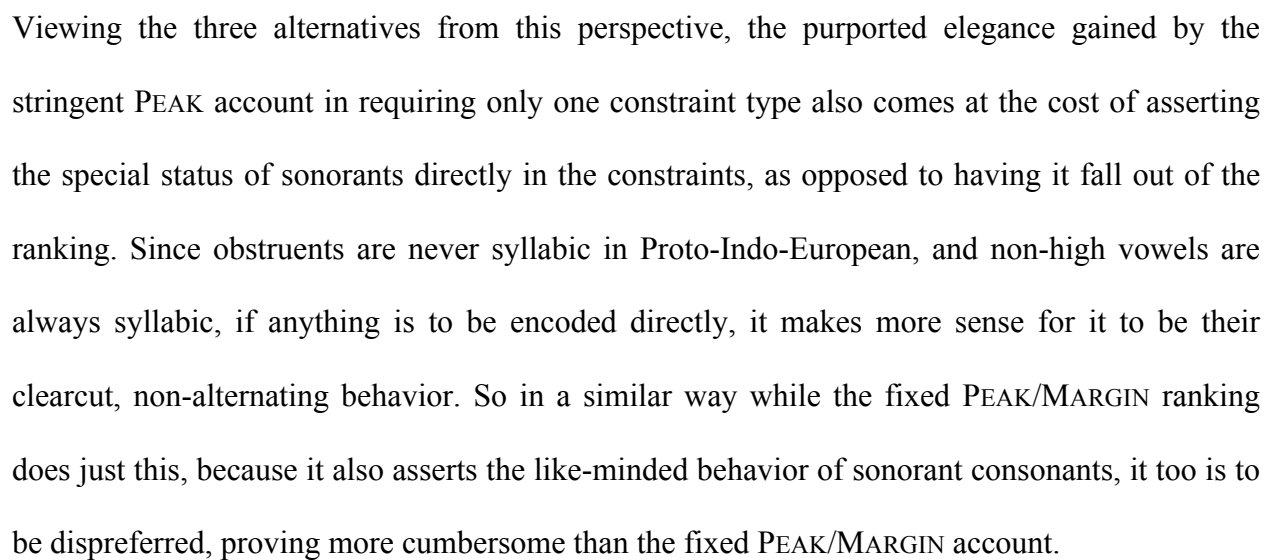 Viewing the three alternatives from this perspective, the purported elegance gained by the
stringent PEAK account in requiring only one constraint type also comes at the cost of asserting
the special status of sonorants directly in the constraints, as opposed to having it fall out of the
ranking. Since obstruents are never syllabic in Proto-Indo-European, and non-high vowels are
always syllabic, if anything is to be encoded directly, it makes more sense for it to be their
clearcut, non-alternating behavior. So in a similar way while the fixed PEAK/MARGIN ranking
does just this, because it also asserts the like-minded behavior of sonorant consonants, it too is to
be dispreferred, proving more cumbersome than the fixed PEAK/MARGIN account.